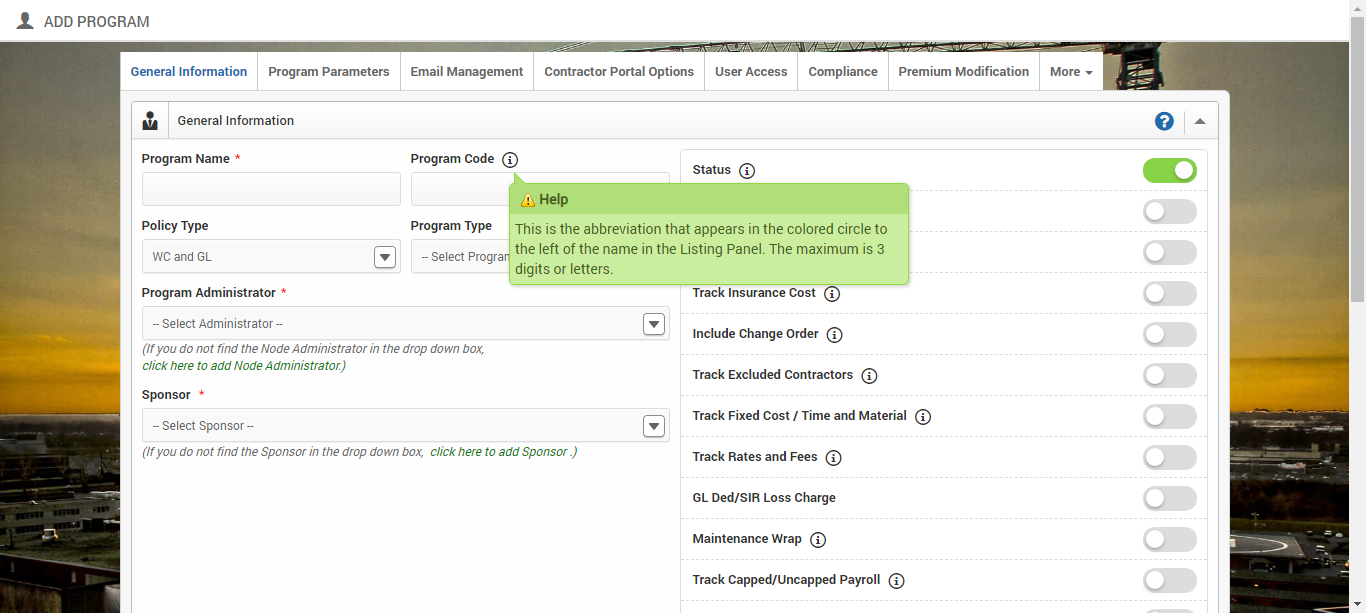 ADD PROGRAM
General Information
Program Parameters
Email Management
Contractor Portal Options
User Access
Compliance
Premium Modification
More
General Information
Program Name *
Program Code
Policy Type
WC and GL
Program Type
-- Select Program
Program Administrator *
-- Select Administrator --
(If you do not find the Node Administrator in the drop down box,
click here to add Node Administrator.)
Sponsor *
-- Select Sponsor --
(If you do not find the Sponsor in the drop down box, click here to add Sponsor .)
Help
This is the abbreviation that appears in the colored circle to
the left of the name in the Listing Panel. The maximum is 3
digits or letters.
Status
Track Insurance Cost
Include Change Order
Track Excluded Contractors
Track Fixed Cost / Time and Material
Track Rates and Fees
GL Ded/SIR Loss Charge
Maintenance Wrap
Track Capped/Uncapped Payroll